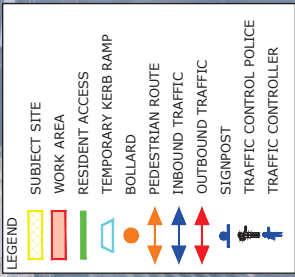 LEGEND
SUBJECT SITE
WORK AREA
RESIDENT ACCESS
TEMPORARY KERB RAMP
BOLLARD
PEDESTRIAN ROUTE
INBOUND TRAFFIC
OUTBOUND TRAFFIC
SIGNPOST
TRAFFIC CONTROL POLICE
TRAFFIC CONTROLLER